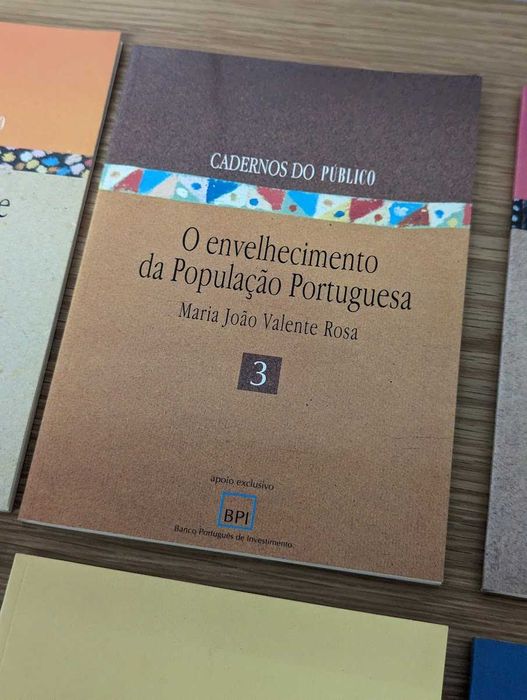 CADERNOS DO PÚBLICO
O envelhecimento
da População Portuguesa
Maria João Valente Rosa
3
apoio exclusivo
BPI
Banco Português de Investimento.